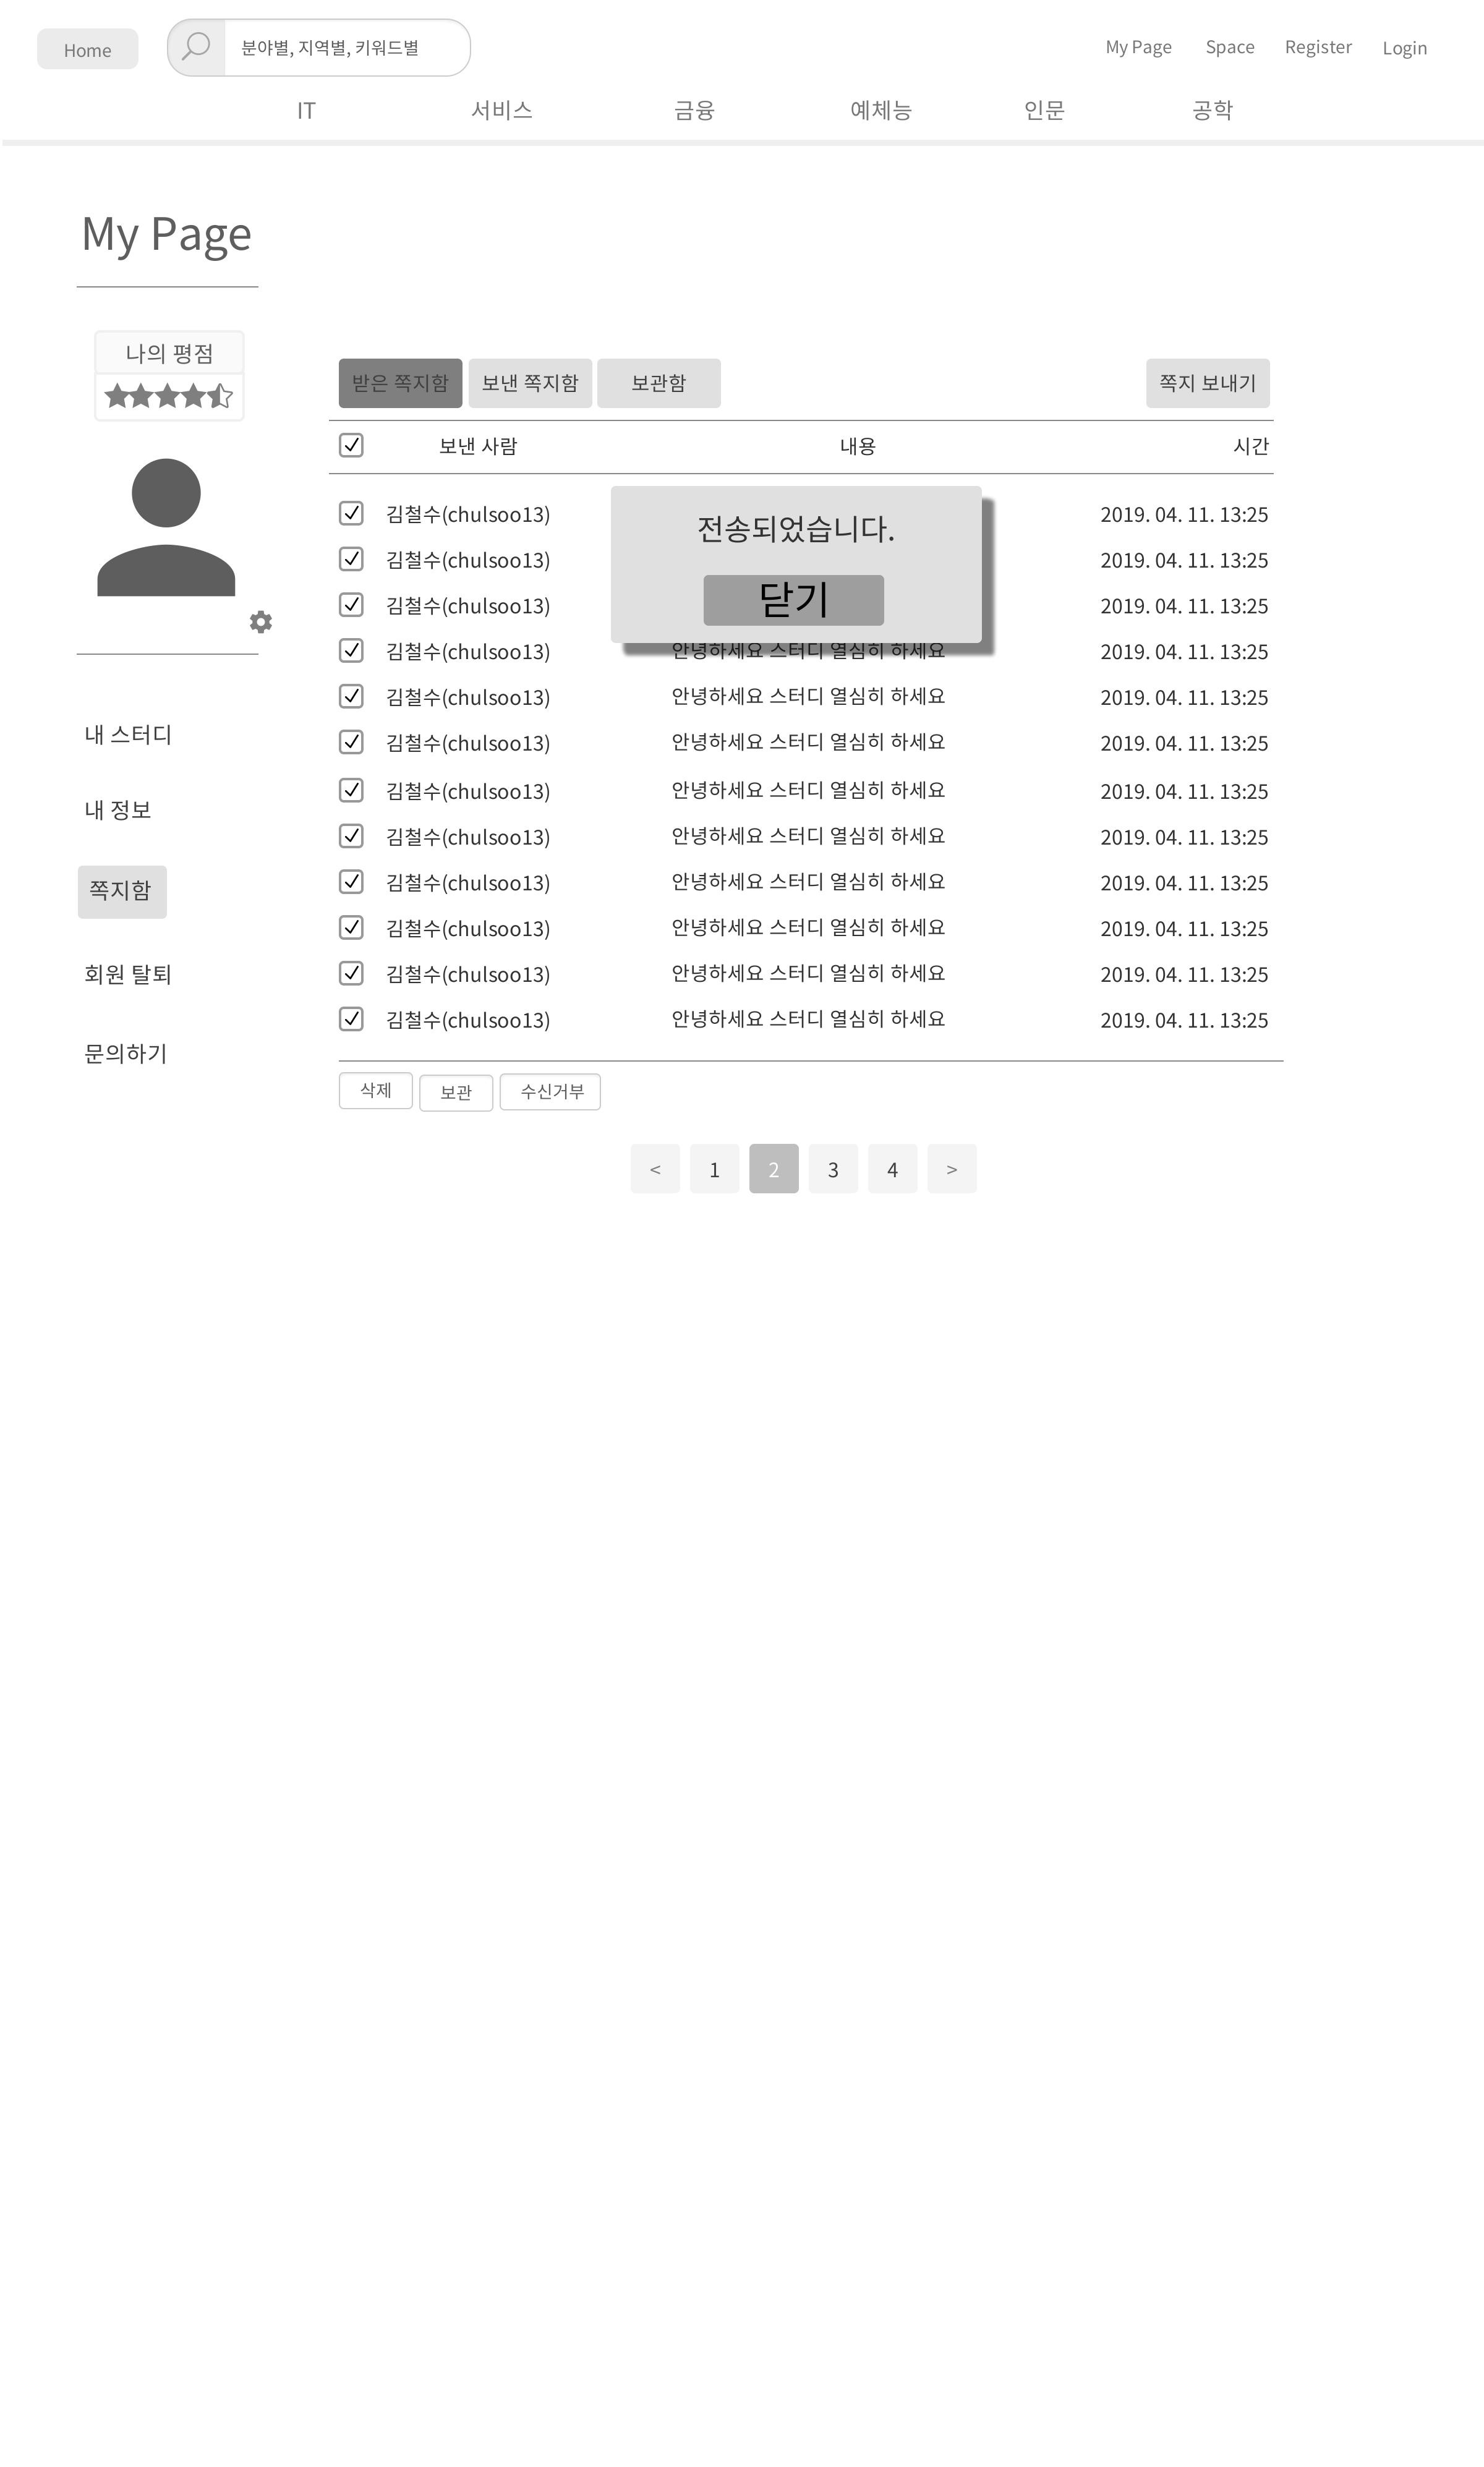 Home
분야별, 지역별, 키워드별
My Page Space Register Login
IT 서비스 금융 예체능 인문 공학
My Page
나의 평점
받은 쪽지함 보낸 쪽지함 보관함 쪽지 보내기
보낸 사람 내용 시간
전송되었습니다.
닫기
김철수(chulsoo13) 2019. 04. 11. 13:25
김철수(chulsoo13) 2019. 04. 11. 13:25
김철수(chulsoo13) 2019. 04. 11. 13:25
김철수(chulsoo13) 안녕하세요 스터디 열심히 하세요 2019. 04. 11. 13:25
김철수(chulsoo13) 안녕하세요 스터디 열심히 하세요 2019. 04. 11. 13:25
김철수(chulsoo13) 안녕하세요 스터디 열심히 하세요 2019. 04. 11. 13:25
김철수(chulsoo13) 안녕하세요 스터디 열심히 하세요 2019. 04. 11. 13:25
김철수(chulsoo13) 안녕하세요 스터디 열심히 하세요 2019. 04. 11. 13:25
김철수(chulsoo13) 안녕하세요 스터디 열심히 하세요 2019. 04. 11. 13:25
김철수(chulsoo13) 안녕하세요 스터디 열심히 하세요 2019. 04. 11. 13:25
김철수(chulsoo13) 안녕하세요 스터디 열심히 하세요 2019. 04. 11. 13:25
김철수(chulsoo13) 안녕하세요 스터디 열심히 하세요 2019. 04. 11. 13:25
내 스터디
내 정보
쪽지함
회원 탈퇴
문의하기
삭제 보관 수신거부
< 1 2 3 4 >